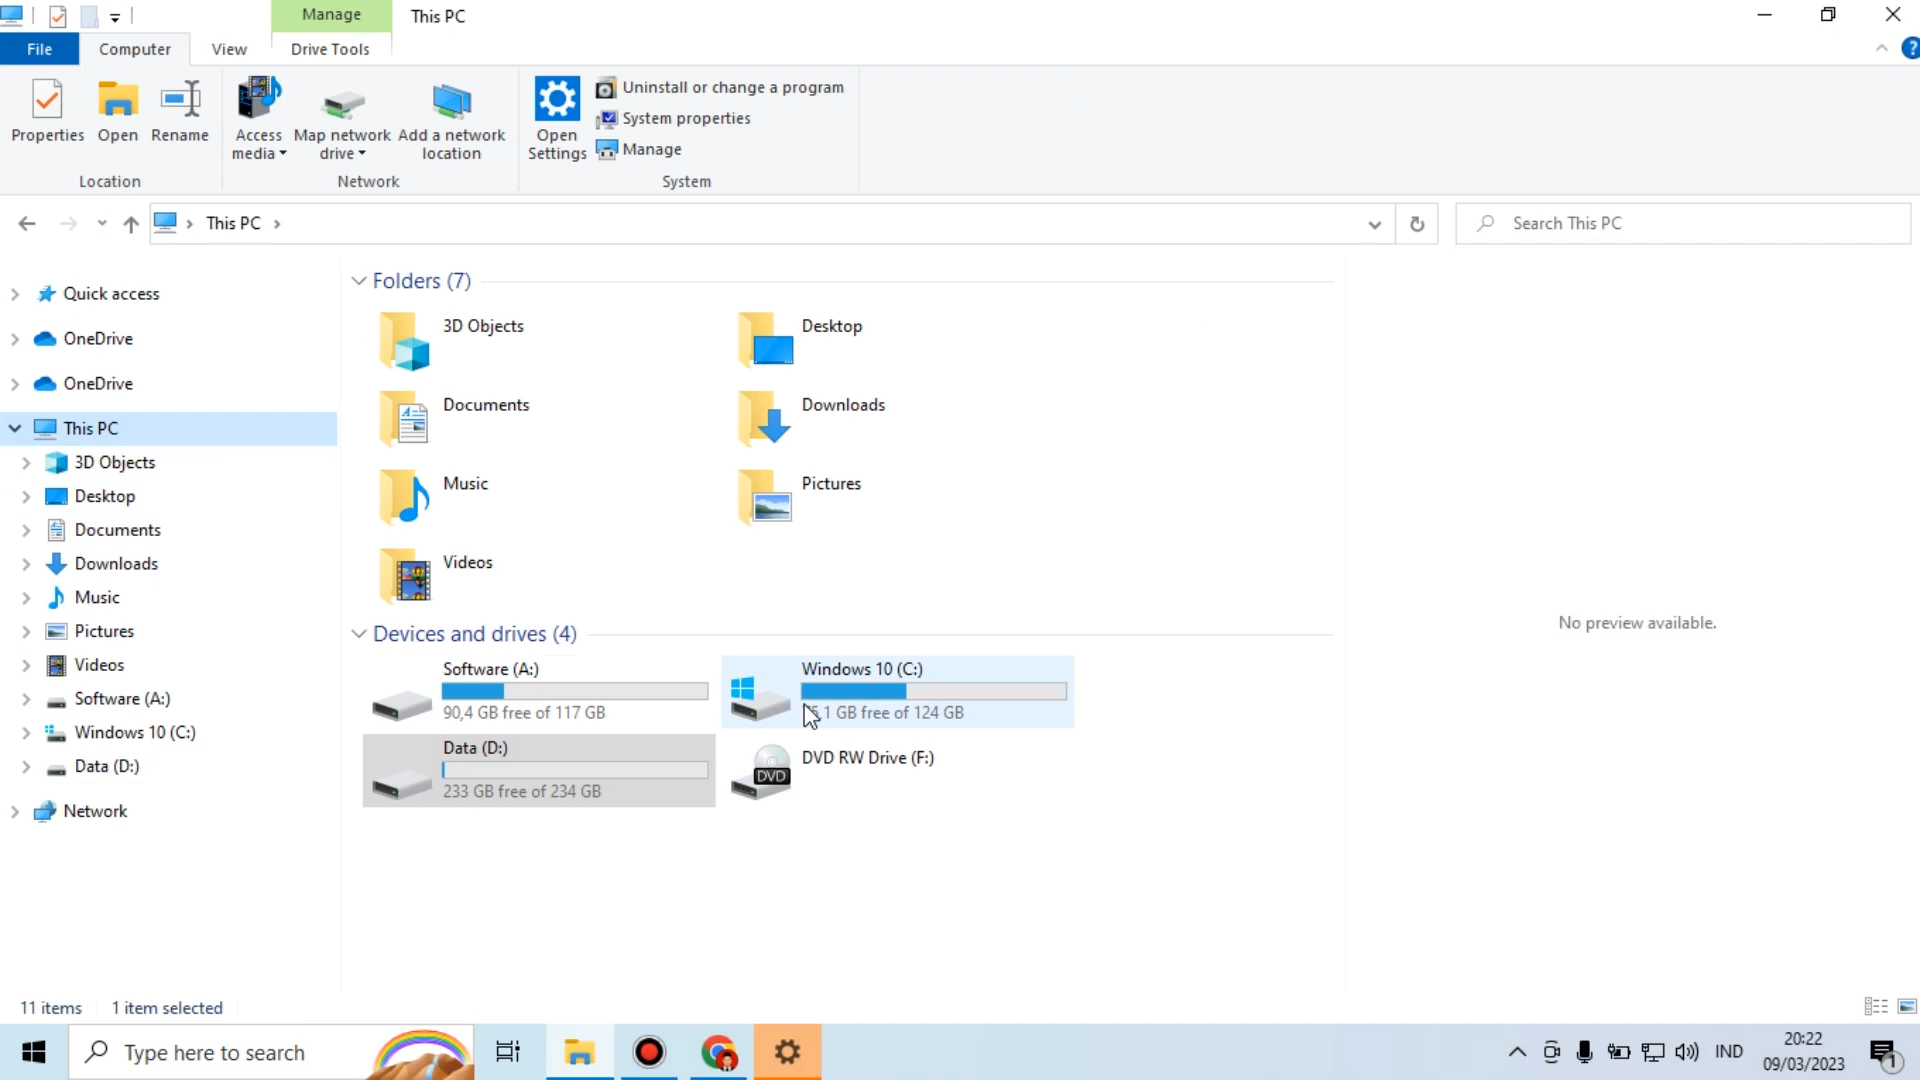 Manage
This PC
File
Computer
View
Drive Tools
Properties
Open
Rename
Access
media
Map network
drive
Add a network
location
Open
Settings
Uninstall or change a program
System properties
Manage
Location
Network
System
This PC
Search This PC
Quick access
OneDrive
OneDrive
This PC
3D Objects
Desktop
Documents
Downloads
Music
Pictures
Videos
Software (A:)
Windows 10 (C:)
Data (D:)
Network
Folders (7)
3D Objects
Desktop
Documents
Downloads
Music
Pictures
Videos
Devices and drives (4)
Software (A:)
90,4 GB free of 117 GB
Windows 10 (C:)
GB free of 124 GB
Data (D:)
233 GB free of 234 GB
DVD
DVD RW Drive (F:)
No preview available.
11 items
1 item selected
Type here to search
IND
20:22
09/03/2023
1